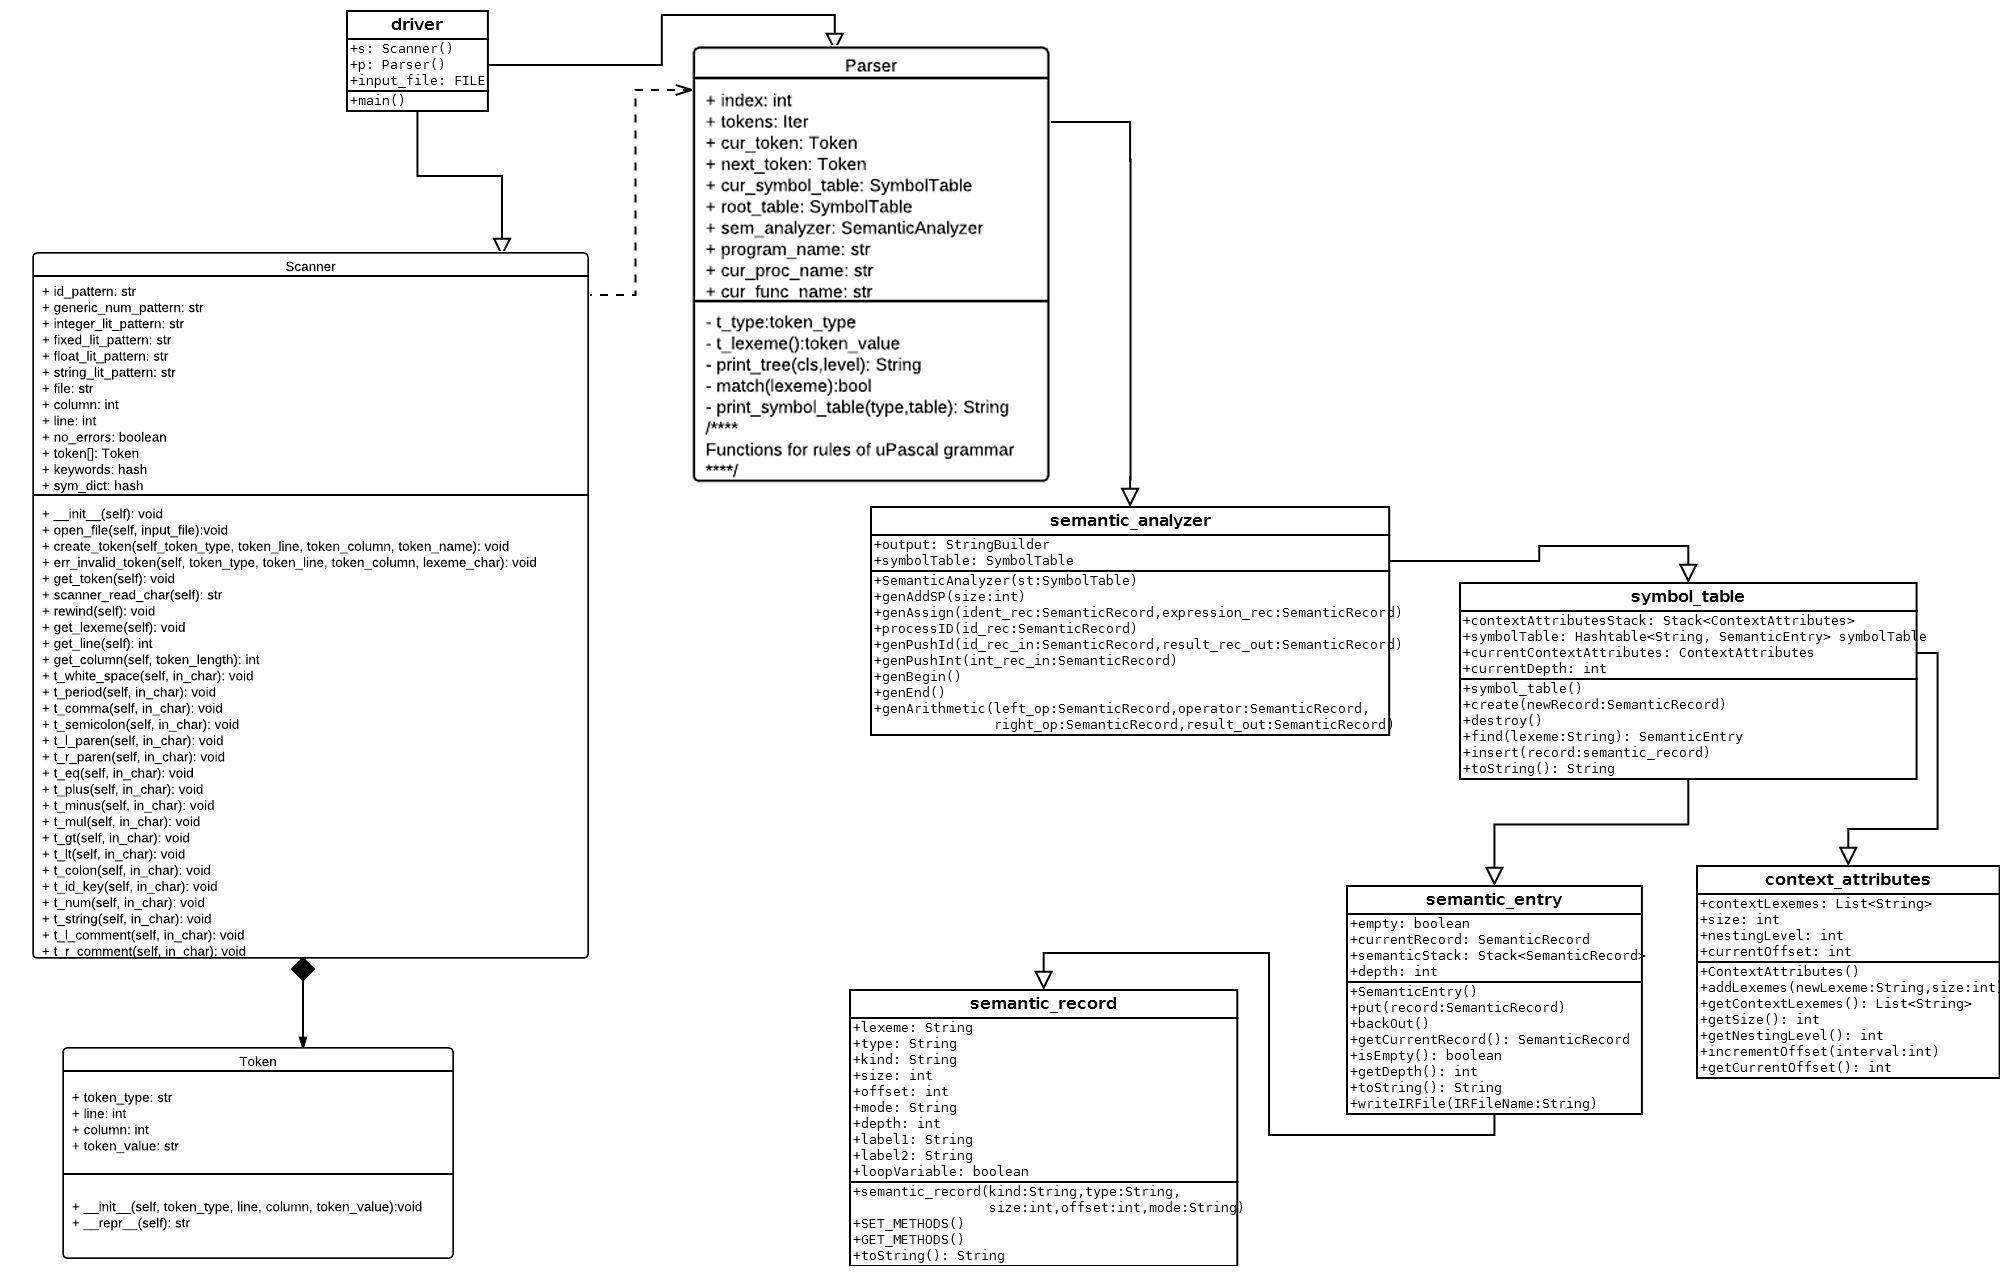 driver
+s: Scanner()
+p: Parser()
+input_file: FILE
+main()
Parser
+ index: int
+ tokens: Iter
+ cur_token: Token
+ next_token: Token
+ cur_symbol_table: SymbolTable
+ root_table: SymbolTable
+ sem_analyzer: SemanticAnalyzer
+ program_name: str
+ cur_proc_name: str
+ cur_func_name: str
- t_type:token_type
- t_lexeme():token_value
- print_tree(cls,level): String
- match(lexeme):bool
- print_symbol_table(type,table): String
/****
Functions for rules of uPascal grammar
****/
Scanner
+ id_pattern: str
+ generic_num_pattern: str
+ integer_lit_pattern: str
+ fixed_lit_pattern: str
+ float_lit_pattern: str
+ string_lit_pattern: str
+ file: str
+ column: int
+ line: int
+ no_errors: boolean
+ token[]: Token
+ keywords: hash
+ sym_dict: hash
+ __init__(self): void
+ open_file(self, input_file):void
+ create_token(self_token_type, token_line, token_column, token_name): void
+ err_invalid_token(self, token_type, token_line, token_column, lexeme_char): void
+ get_token(self): void
+ scanner_read_char(self): str
+ rewind(self): void
+ get_lexeme(self): void
+ get_line(self): int
+ get_column(self, token_length): int
+ t_white_space(self, in_char): void
+ t_period(self, in_char): void
+ t_comma(self, in_char): void
+ t_semicolon(self, in_char): void
+ t_l_paren(self, in_char): void
+ t_r_paren(self, in_char): void
+ t_eq(self, in_char): void
+ t_plus(self, in_char): void
+ t_minus(self, in_char): void
+ t_mul(self, in_char): void
+ t_gt(self, in_char): void
+ t_lt(self, in_char): void
+ t_colon(self, in_char): void
+ t_id_key(self, in_char): void
+ t_num(self, in_char): void
+ t_string(self, in_char): void
+ t_l_comment(self, in_char): void
+ t_r_comment(self, in_char): void
Token
+ token_type: str
+ line: int
+ column: int
+ token_value: str
+ __init__(self, token_type, line, column, token_value):void
+ __repr__(self): str
semantic_analyzer
+output: StringBuilder
+symbolTable: SymbolTable
+SemanticAnalyzer(st:SymbolTable)
+genAddSP(size:int)
+genAssign(ident_rec:SemanticRecord,expression_rec:SemanticRecord)
+processID(id_rec:SemanticRecord)
+genPushId(id_rec_in:SemanticRecord,result_rec_out:SemanticRecord)
+genPushInt(int_rec_in:SemanticRecord)
+genBegin()
+genEnd()
+genArithmetic(left_op:SemanticRecord,operator:SemanticRecord,
right_op:SemanticRecord,result_out:SemanticRecord)
symbol_table
+contextAttributesStack: Stack<ContextAttributes>
+symbolTable: Hashtable<String, SemanticEntry> symbolTable
+currentContextAttributes: ContextAttributes
+currentDepth: int
+symbol_table()
+create(newRecord:SemanticRecord)
+destroy()
+find(lexeme:String): SemanticEntry
+insert(record:semantic_record)
+toString(): String
semantic_entry
+empty: boolean
+currentRecord: SemanticRecord
+semanticStack: Stack<SemanticRecord>
+depth: int
+SemanticEntry()
+put(record:SemanticRecord)
+backOut()
+getCurrentRecord(): SemanticRecord
+isEmpty(): boolean
+getDepth(): int
+toString(): String
+writeIRFile(IRFileName:String)
context_attributes
+contextLexemes: List<String>
+size: int
+nestingLevel: int
+currentOffset: int
+ContextAttributes()
+addLexemes(newLexeme:String,size:int)
+getContextLexemes(): List<String>
+getSize(): int
+getNestingLevel(): int
+incrementOffset(interval:int)
+getCurrentOffset(): int
semantic_record
+lexeme: String
+type: String
+kind: String
+size: int
+offset: int
+mode: String
+depth: int
+label1: String
+label2: String
+loopVariable: boolean
+semantic_record(kind:String,type:String,
size:int,offset:int,mode:String)
+SET_METHODS()
+GET_METHODS()
+toString(): String